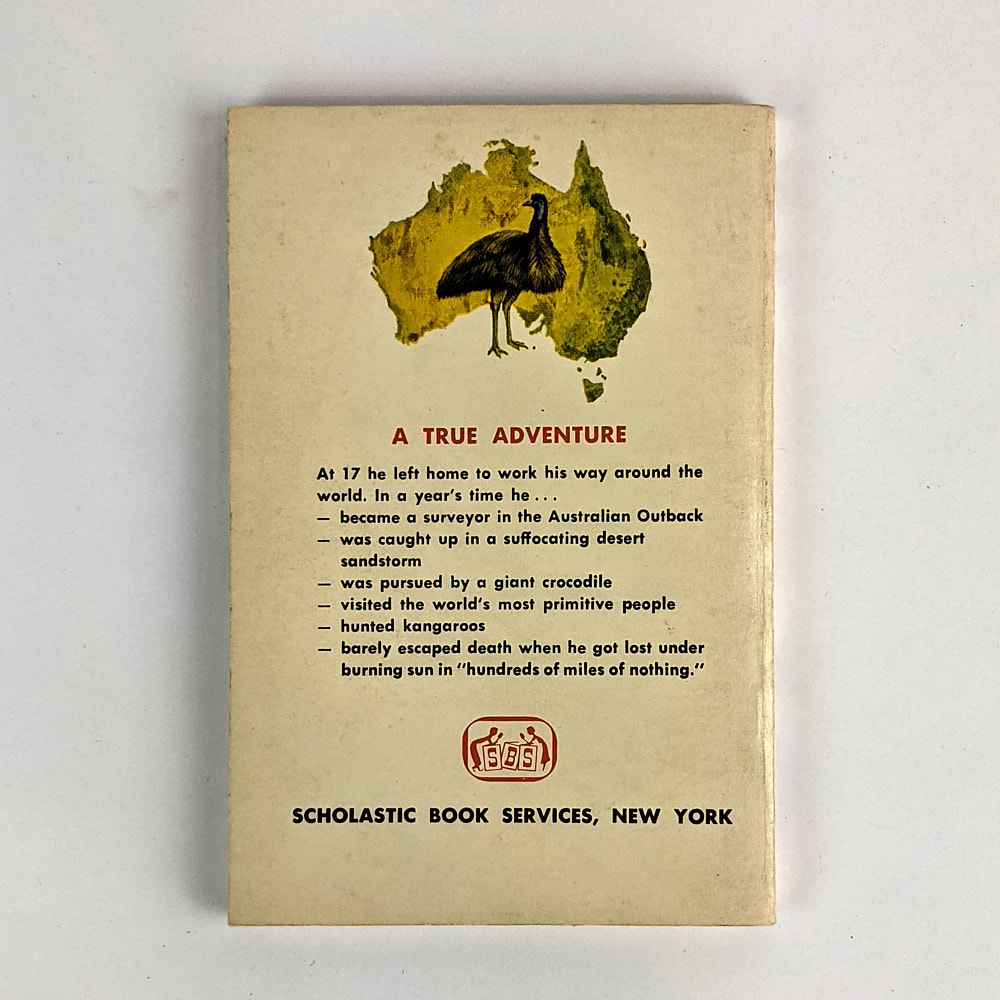 A TRUE ADVENTURE
At 17 he left home to work his way around the
world. In a year's time he . . .
— became a surveyor in the Australian Outback
— was caught up in a suffocating desert
sandstorm
— was pursued by a giant crocodile
— visited the world's most primitive people
— hunted kangaroos
— barely escaped death when he got lost under
burning sun in "hundreds of miles of nothing."
SBS
SCHOLASTIC BOOK SERVICES, NEW YORK